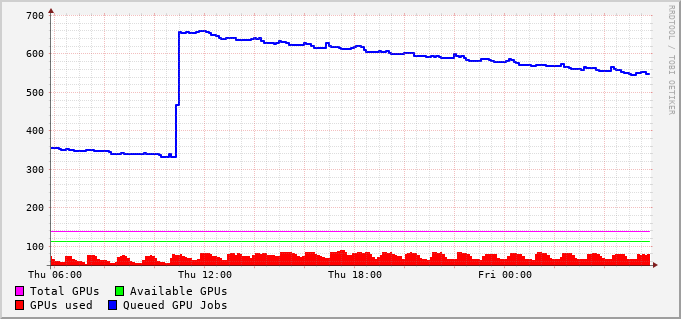 700
600
500
400
300
200
100
Thu 06:00 Thu 12:00 Thu 18:00 Fri 00:00
Total GPUs Available GPUs
GPUs used Queued GPU Jobs
RRDTOOL / TOBI OETIKER